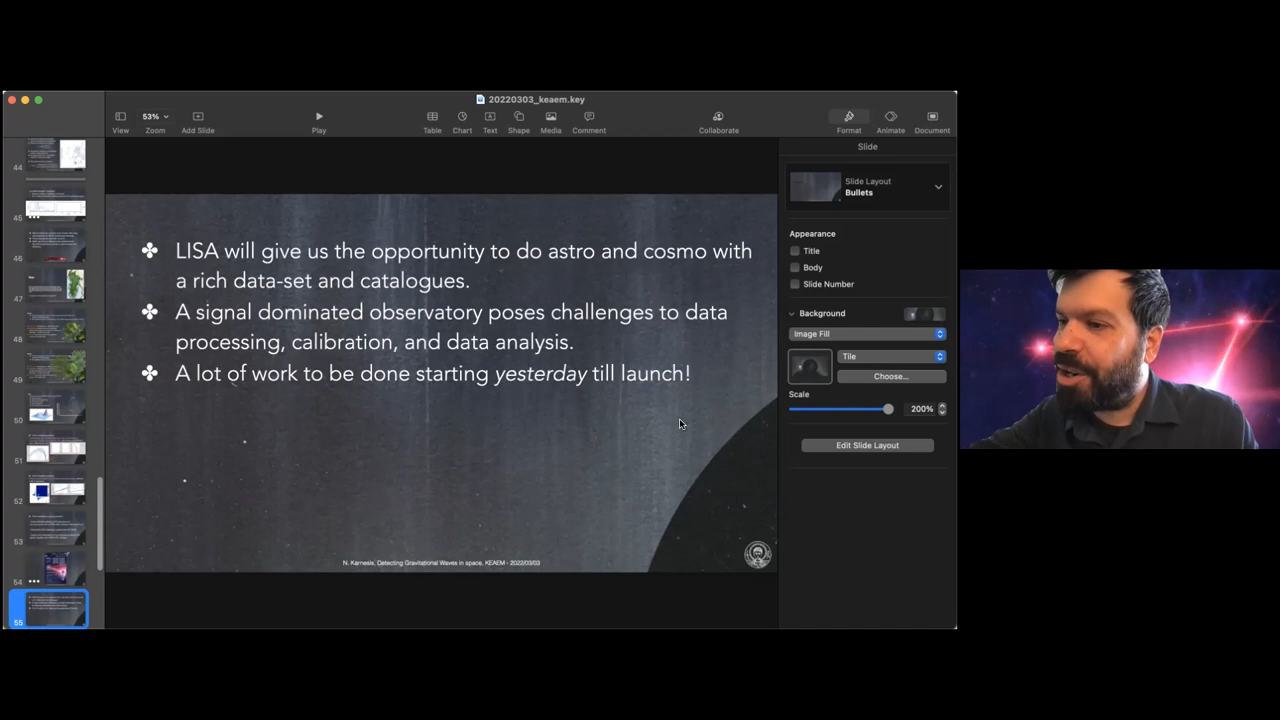 20220303_keaem.key
View
53%
Zoom
Add Slide
Play
Table
Chart
Text
Shape
Media
Comment
Collaborate
Format
Animate
Document
Slide
Slide Layout
Bullets
Appearance
Title
Body
Slide Number
Background
Image Fill
Tile
Choose...
Scale
200%
Edit Slide Layout
44
45
46
47
48
49
50
51
52
53
54
55
LISA will give us the opportunity to do astro and cosmo with
a rich data-set and catalogues.
A signal dominated observatory poses challenges to data
processing, calibration, and data analysis.
A lot of work to be done starting yesterday till launch!
N. Karnesis, Detecting Gravitational Waves in space, KEAEM - 2022/03/03